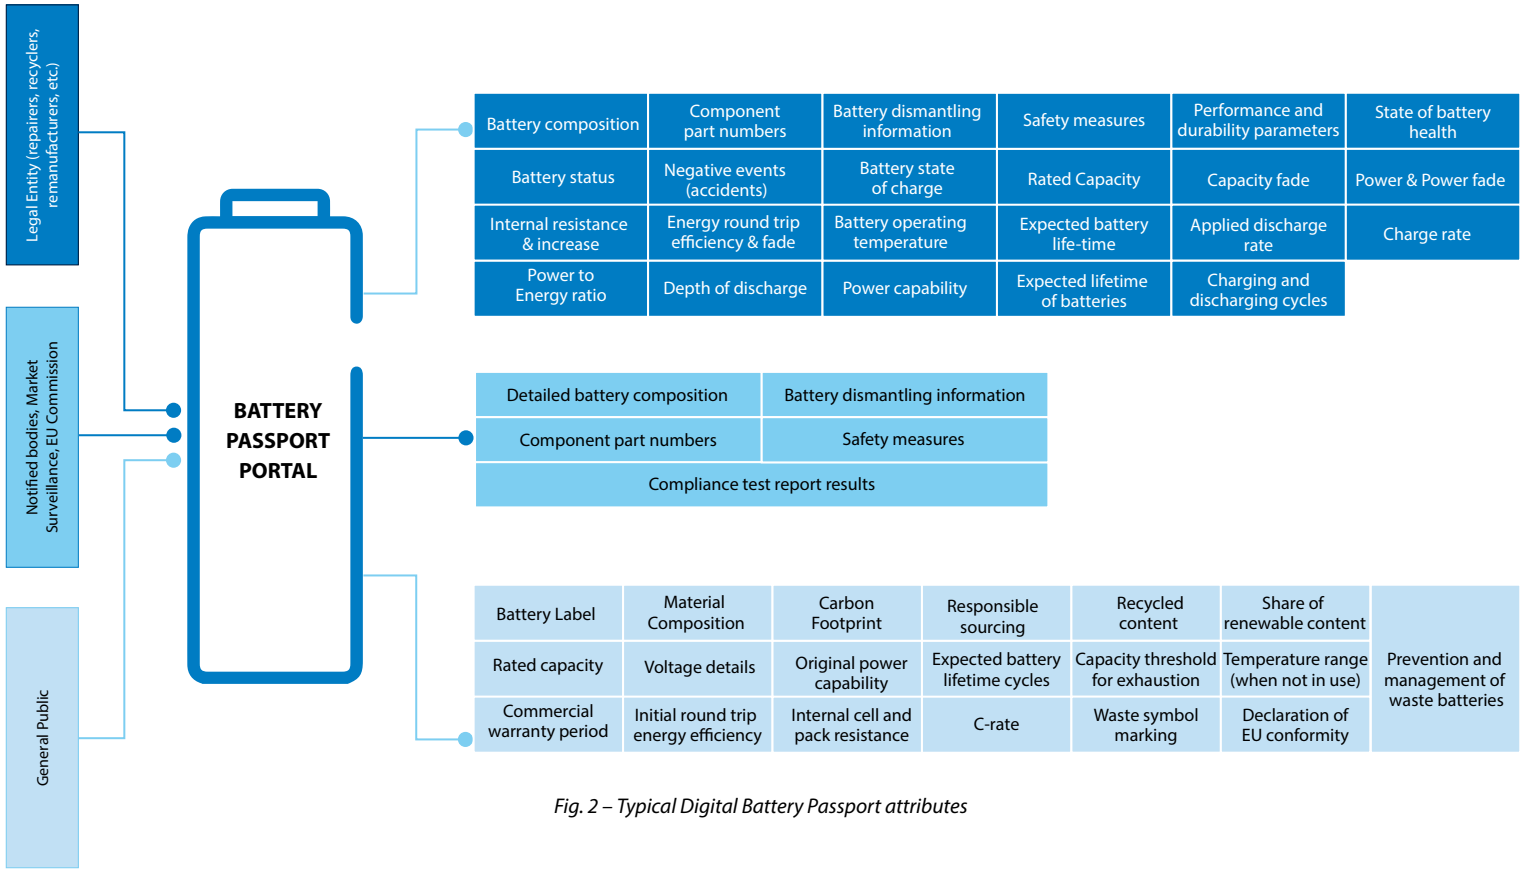 Legal Entity (repairers, recyclers,
remanufacturers, etc.)
Notified bodies, Market
Surveillance, EU Commission
General Public
BATTERY
PASSPORT
PORTAL
Battery composition
Component
part numbers
Battery dismantling
information
Safety measures
Performance and
durability parameters
State of battery
health
Battery status
Negative events
(accidents)
Battery state
of charge
Rated Capacity
Capacity fade
Power & Power fade
Internal resistance
& increase
Energy round trip
efficiency & fade
Battery operating
temperature
Expected battery
life-time
Applied discharge
rate
Charge rate
Power to
Energy ratio
Depth of discharge
Power capability
Expected lifetime
of batteries
Charging and
discharging cycles
Detailed battery composition
Battery dismantling information
Component part numbers
Safety measures
Compliance test report results
Battery Label
Material
Composition
Carbon
Footprint
Responsible
sourcing
Recycled
content
Share of
renewable content
Prevention and
management of
waste batteries
Rated capacity
Voltage details
Original power
capability
Expected battery
lifetime cycles
Capacity threshold
for exhaustion
Temperature range
(when not in use)
Commercial
warranty period
Initial round trip
energy efficiency
Internal cell and
pack resistance
C-rate
Waste symbol
marking
Declaration of
EU conformity
Fig. 2 – Typical Digital Battery Passport attributes